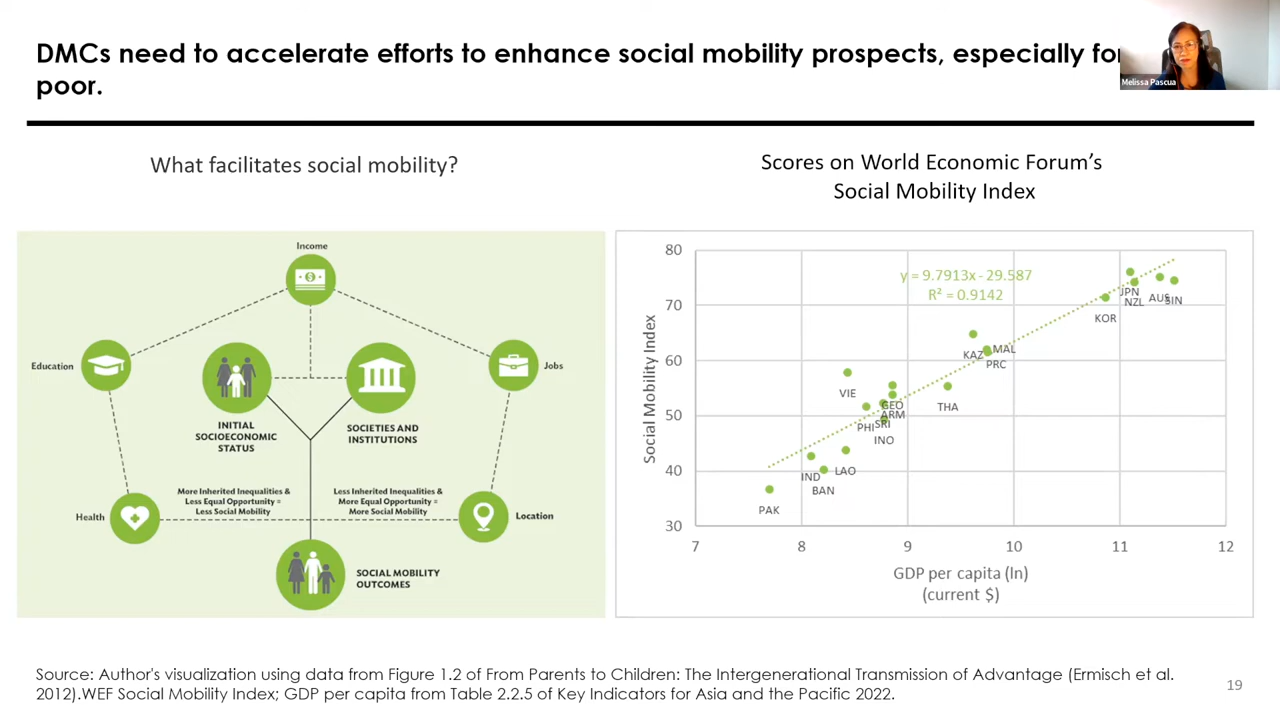 DMCs need to accelerate efforts to enhance social mobility prospects, especially for
poor.
Melissa Pascua
What facilitates social mobility?
Income
Education
Jobs
INITIAL
SOCIOECONOMIC
STATUS
SOCIETIES AND
INSTITUTIONS
More Inherited Inequalities &
Less Equal Opportunity =
Less Social Mobility
Less Inherited Inequalities &
More Equal Opportunity =
More Social Mobility
Health
Location
SOCIAL MOBILITY
OUTCOMES
Scores on World Economic Forum's
Social Mobility Index
Social Mobility Index
80
70
60
50
40
30
y = 9.7913x - 29.587
R² = 0.9142
JPN
NZL
AUS
SIN
KOR
KAZ
MAL
PRC
VIE
THA
GEO
ARM
PHI
SRI
INO
IND
LAO
BAN
PAK
7
8
9
10
11
12
GDP per capita (ln)
(current $)
Source: Author's visualization using data from Figure 1.2 of From Parents to Children: The Intergenerational Transmission of Advantage (Ermisch et al.
2012).WEF Social Mobility Index; GDP per capita from Table 2.2.5 of Key Indicators for Asia and the Pacific 2022.
19